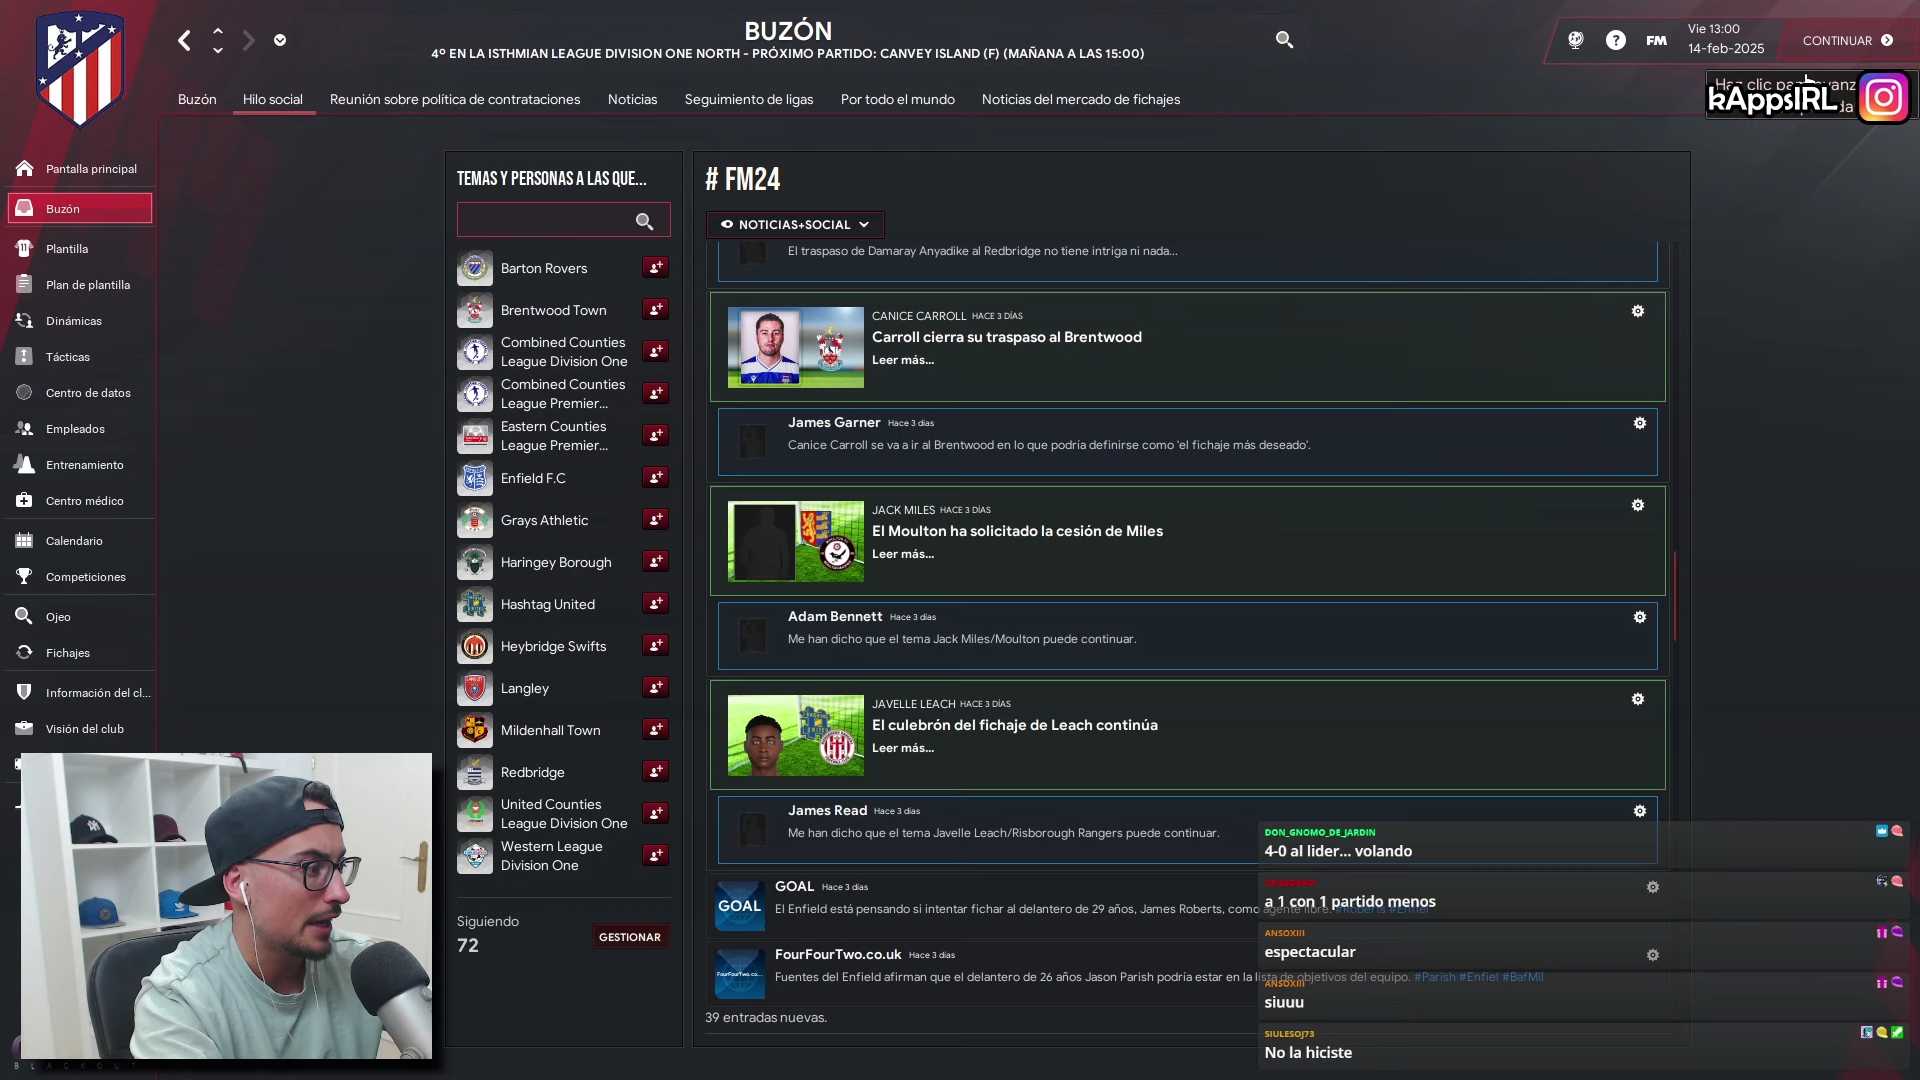 BUZÓN
4º EN LA ISTHMIAN LEAGUE DIVISION ONE NORTH - PRÓXIMO PARTIDO: CANVEY ISLAND (F) (MAÑANA A LAS 15:00)
FM
Vie 13:00
14-feb-2025
CONTINUAR
kAppsIRL
Buzón
Hilo social
Reunión sobre política de contrataciones
Noticias
Seguimiento de ligas
Por todo el mundo
Noticias del mercado de fichajes
Pantalla principal
Buzón
Plantilla
Plan de plantilla
Dinámicas
Tácticas
Centro de datos
Empleados
Entrenamiento
Centro médico
Calendario
Competiciones
Ojeo
Fichajes
Información del cl...
Visión del club
BLACKOUT
TEMAS Y PERSONAS A LAS QUE...
Barton Rovers
Brentwood Town
Combined Counties
League Division One
Combined Counties
League Premier...
Eastern Counties
League Premier...
Enfield F.C
Grays Athletic
Haringey Borough
Hashtag United
Heybridge Swifts
Langley
Mildenhall Town
Redbridge
United Counties
League Division One
Western League
Division One
Siguiendo
72
GESTIONAR
# FM24
NOTICIAS+SOCIAL
El traspaso de Damaray Anyadike al Redbridge no tiene intriga ni nada...
CANICE CARROLL HACE 3 DÍAS
Carroll cierra su traspaso al Brentwood
Leer más...
James Garner Hace 3 días
Canice Carroll se va a ir al Brentwood en lo que podría definirse como 'el fichaje más deseado'.
JACK MILES HACE 3 DÍAS
El Moulton ha solicitado la cesión de Miles
Leer más...
Adam Bennett Hace 3 días
Me han dicho que el tema Jack Miles/Moulton puede continuar.
JAVELLE LEACH HACE 3 DÍAS
El culebrón del fichaje de Leach continúa
Leer más...
James Read Hace 3 días
Me han dicho que el tema Javelle Leach/Risborough Rangers puede continuar.
GOAL
GOAL Hace 3 días
El Enfield está pensando si intentar fichar al delantero de 29 años, James Roberts, como agente libre. #Roberts #Enfiel
FourFourTwo.co...
FourFourTwo.co.uk Hace 3 días
Fuentes del Enfield afirman que el delantero de 26 años Jason Parish podría estar en la lista de objetivos del equipo. #Parish #Enfiel #BafMil
39 entradas nuevas.
DON_GNOMO_DE_JARDIN
4-0 al lider... volando
a 1 con 1 partido menos
ANSOXIII
espectacular
ANSOXIII
siuuu
SIULESOJ73
No la hiciste